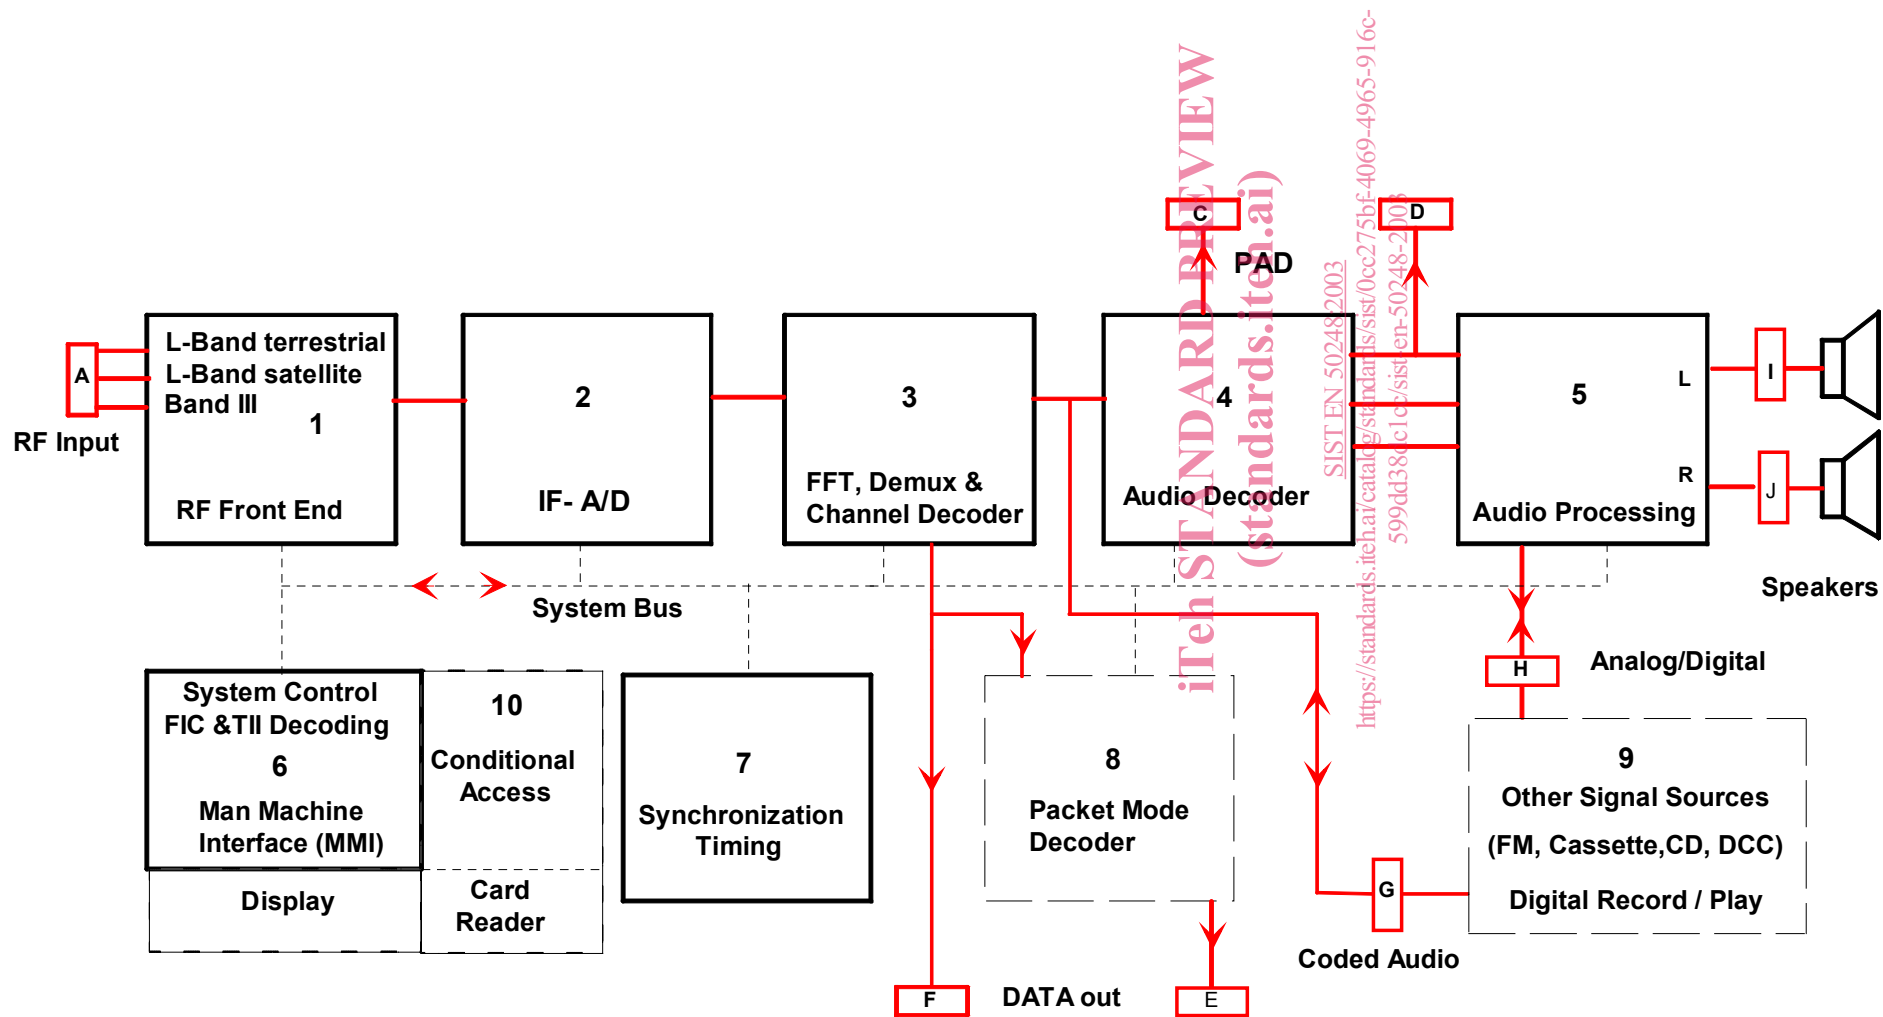 iTeh STANDARD PREVIEW
(standards.iteh.ai)
SIST EN 50248:2003
https://standards.iteh.ai/catalog/standards/sist/0cc275bf-4069-4965-916c-
599dd38dc1cc/sist-en-50248-2003
C
D
PAD
A
RF Input
L-Band terrestrial
L-Band satellite
Band III
1
RF Front End
2
IF- A/D
3
FFT, Demux &
Channel Decoder
4
Audio Decoder
5
L
R
Audio Processing
I
J
Speakers
System Bus
H
Analog/Digital
System Control
FIC &TII Decoding
6
Man Machine
Interface (MMI)
Display
10
Conditional
Access
Card
Reader
7
Synchronization
Timing
8
Packet Mode
Decoder
9
Other Signal Sources
(FM, Cassette,CD, DCC)
Digital Record / Play
G
Coded Audio
F
DATA out
E